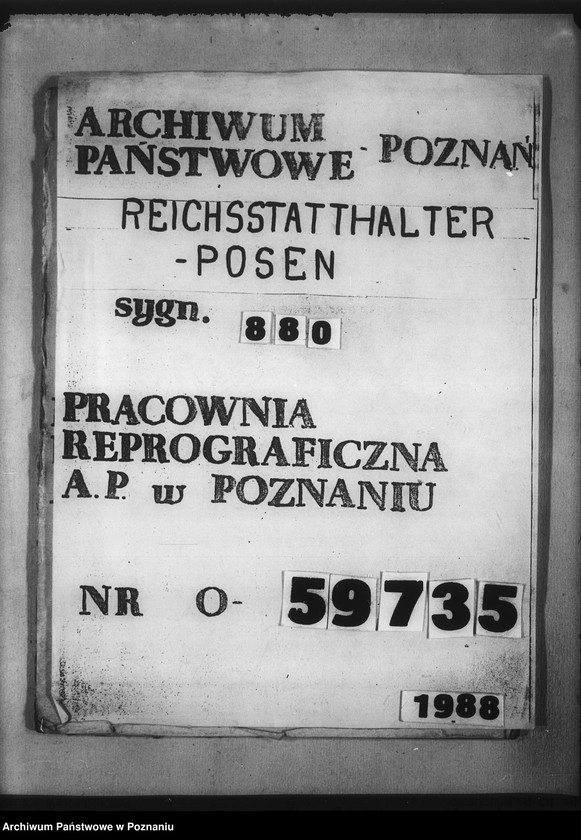 ARCHIWUM
PAŃSTWOWE - POZNAŃ
REICHSSTATTHALTER
-POSEN
sygn. 880
PRACOWNIA
REPROGRAFICZNA
A.P. w POZNANIU
NR O- 59735
1988
Archiwum Państwowe w Poznaniu